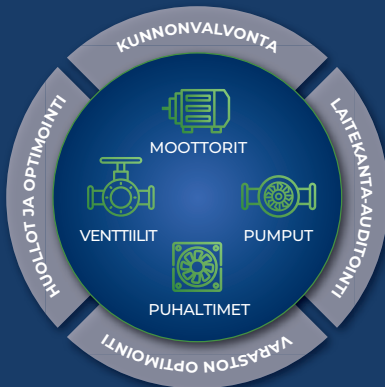 KUNNONVALVONTA
HUOLLOT JA OPTIMOINTI
LAITEKANTA-AUDITOINTI
MOOTTORIT
VENTTIILIT
PUMPUT
PUHALTIMET
VARASTON OPTIMOINTI